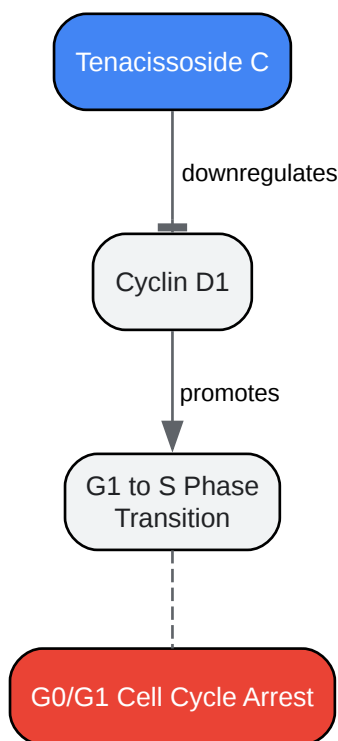 Tenacissoside C
downregulates
Cyclin D1
promotes
G1 to S Phase
Transition
G0/G1 Cell Cycle Arrest